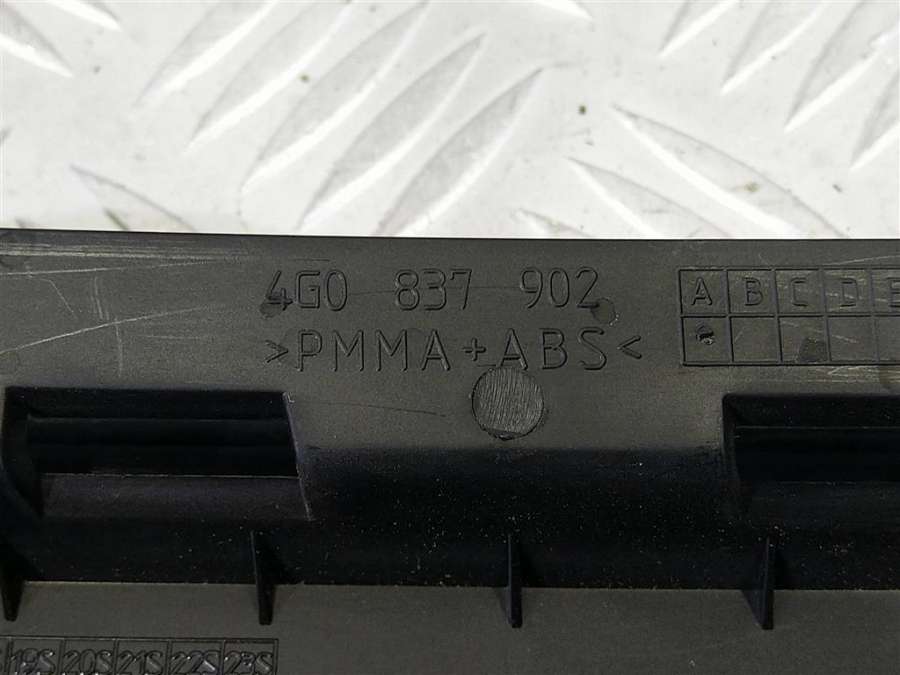 4G0 837 902
>PMMA+ABS<
A B C D E
19S 20S 21S 22S 23S